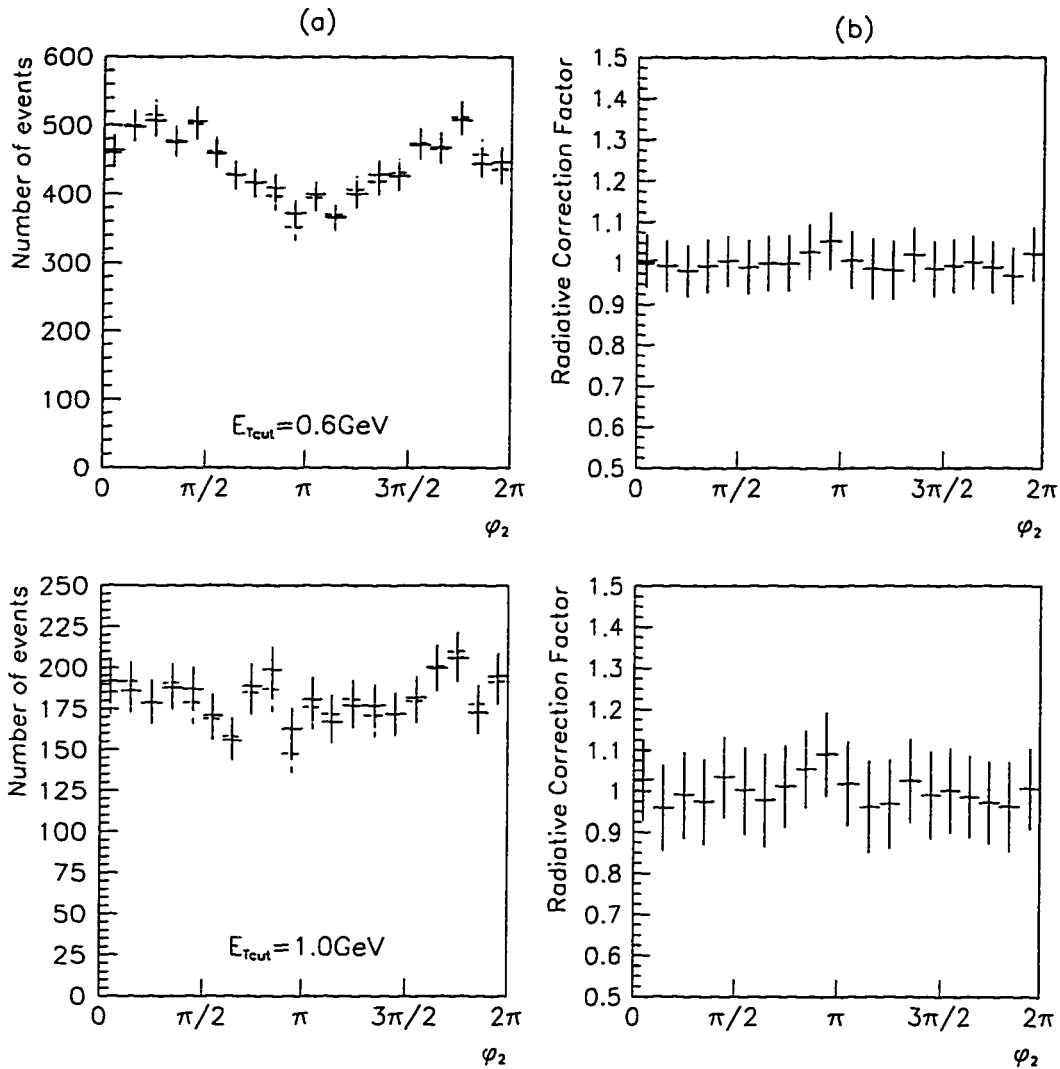 (a)
(b)
Number of events
600
500
400
300
200
100
0
E_Tcut=0.6GeV
0
π/2
π
3π/2
2π
φ₂
Radiative Correction Factor
1.5
1.4
1.3
1.2
1.1
1
0.9
0.8
0.7
0.6
0.5
0
π/2
π
3π/2
2π
φ₂
Number of events
250
225
200
175
150
125
100
75
50
25
0
E_Tcut=1.0GeV
0
π/2
π
3π/2
2π
φ₂
Radiative Correction Factor
1.5
1.4
1.3
1.2
1.1
1
0.9
0.8
0.7
0.6
0.5
0
π/2
π
3π/2
2π
φ₂